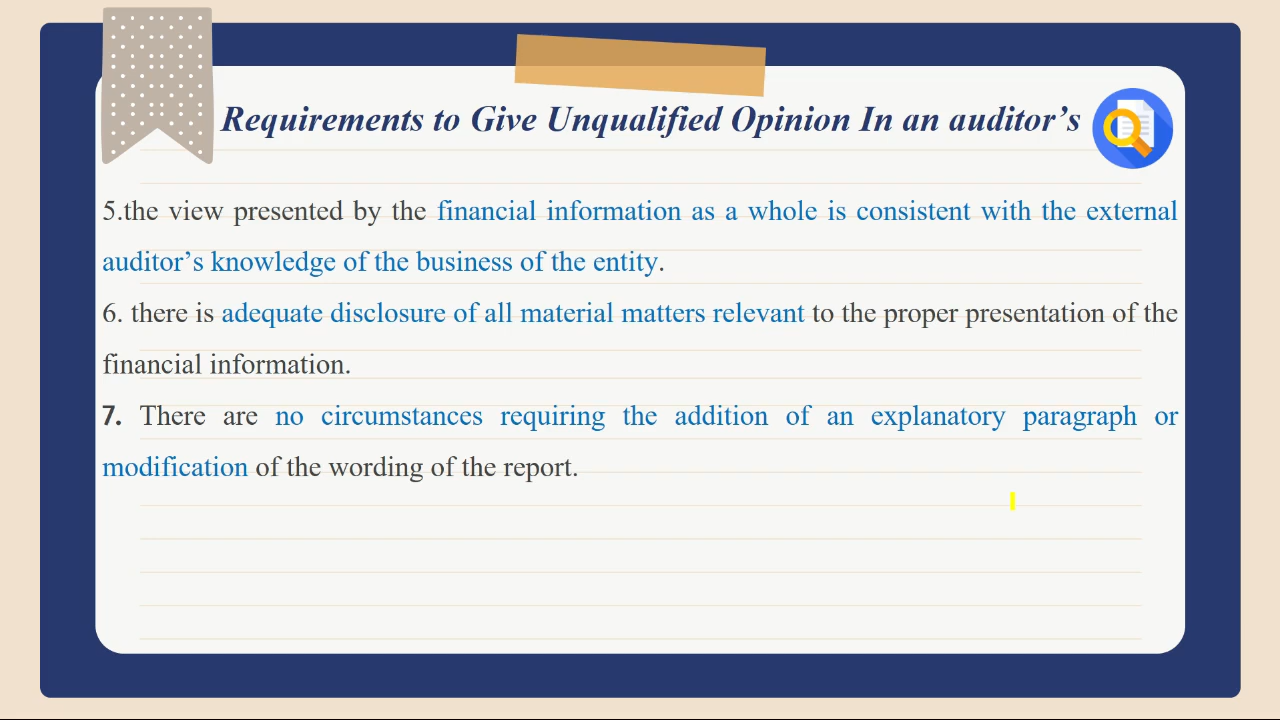 Requirements to Give Unqualified Opinion In an auditor’s
5.the view presented by the financial information as a whole is consistent with the external
auditor’s knowledge of the business of the entity.
6. there is adequate disclosure of all material matters relevant to the proper presentation of the
financial information.
7. There are no circumstances requiring the addition of an explanatory paragraph or
modification of the wording of the report.